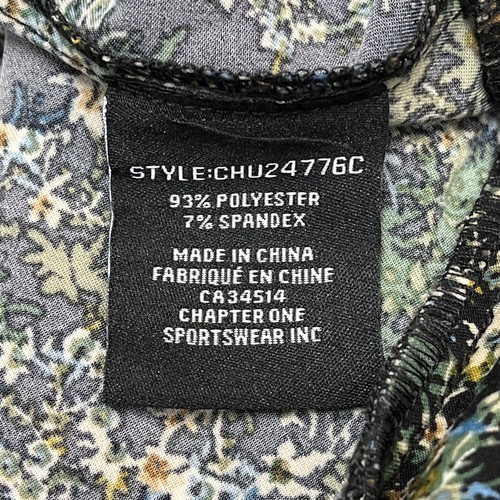 STYLE:CHU24776C
93% POLYESTER
7% SPANDEX
MADE IN CHINA
FABRIQUÉ EN CHINE
CA34514
CHAPTER ONE
SPORTSWEAR INC